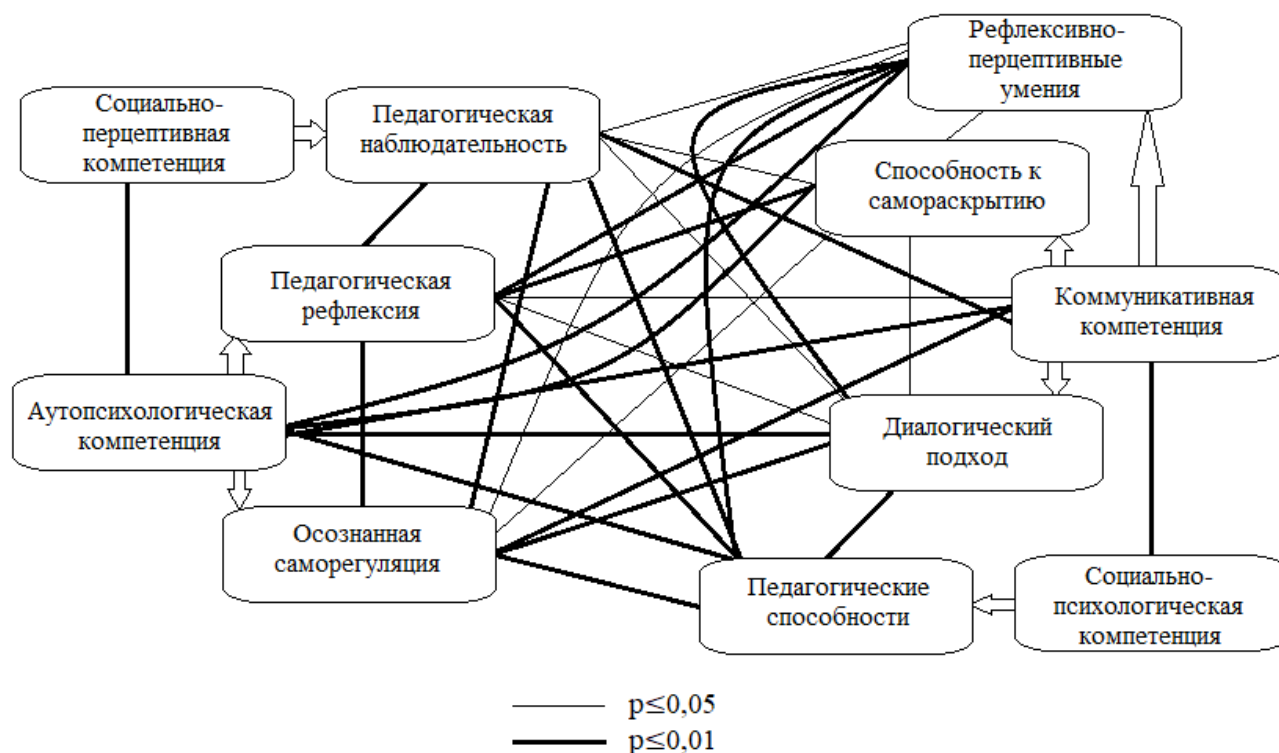 Рефлексивно-
перцептивные
умения
Социально-
перцептивная
компетенция
Педагогическая
наблюдательность
Способность к
самораскрытию
Педагогическая
рефлексия
Коммуникативная
компетенция
Аутопсихологическая
компетенция
Диалогический
подход
Осознанная
саморегуляция
Педагогические
способности
Социально-
психологическая
компетенция
p≤0,05
p≤0,01